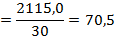 = 2115,0 / 30 = 70,5